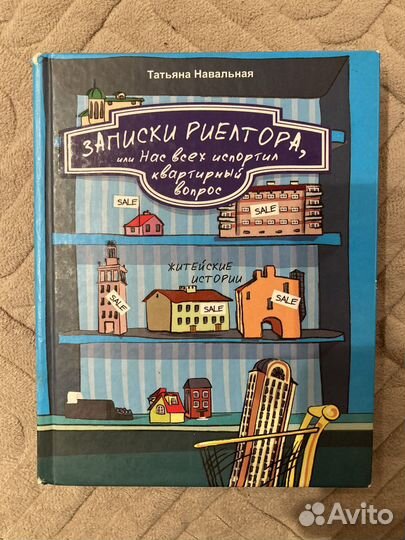 Татьяна Навальная
ЗАПИСКИ РИЕЛТОРА,
или Нас всех испортил
квартирный
вопрос
SALE
SALE
ЖИТЕЙСКИЕ
ИСТОРИИ
SALE
SALE
SALE
Avito